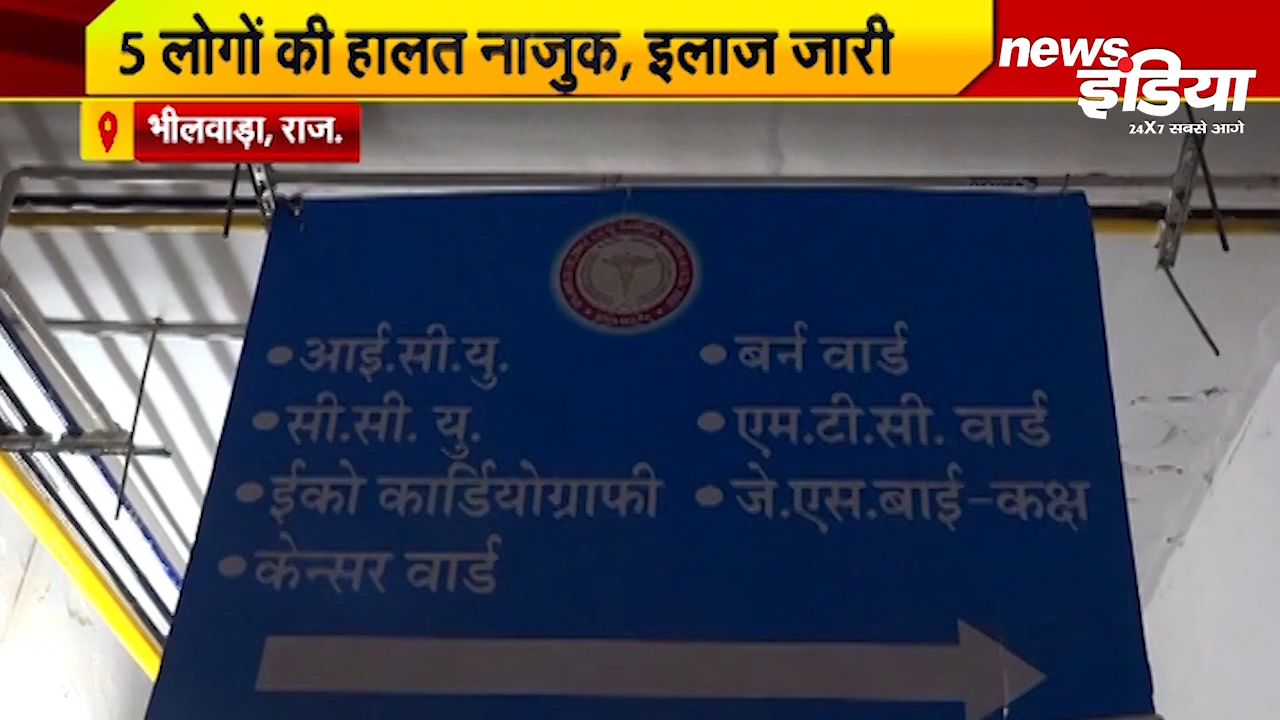 5 लोगों की हालत नाजुक, इलाज जारी
news
इंडिया
24X7 सबसे आगे
भीलवाड़ा, राज.
•आई.सी.यु.
•सी.सी. यु.
•ईको कार्डियोग्राफी
•केन्सर वार्ड
•बर्न वार्ड
•एम.टी.सी. वार्ड
•जे.एस.बाई-कक्ष